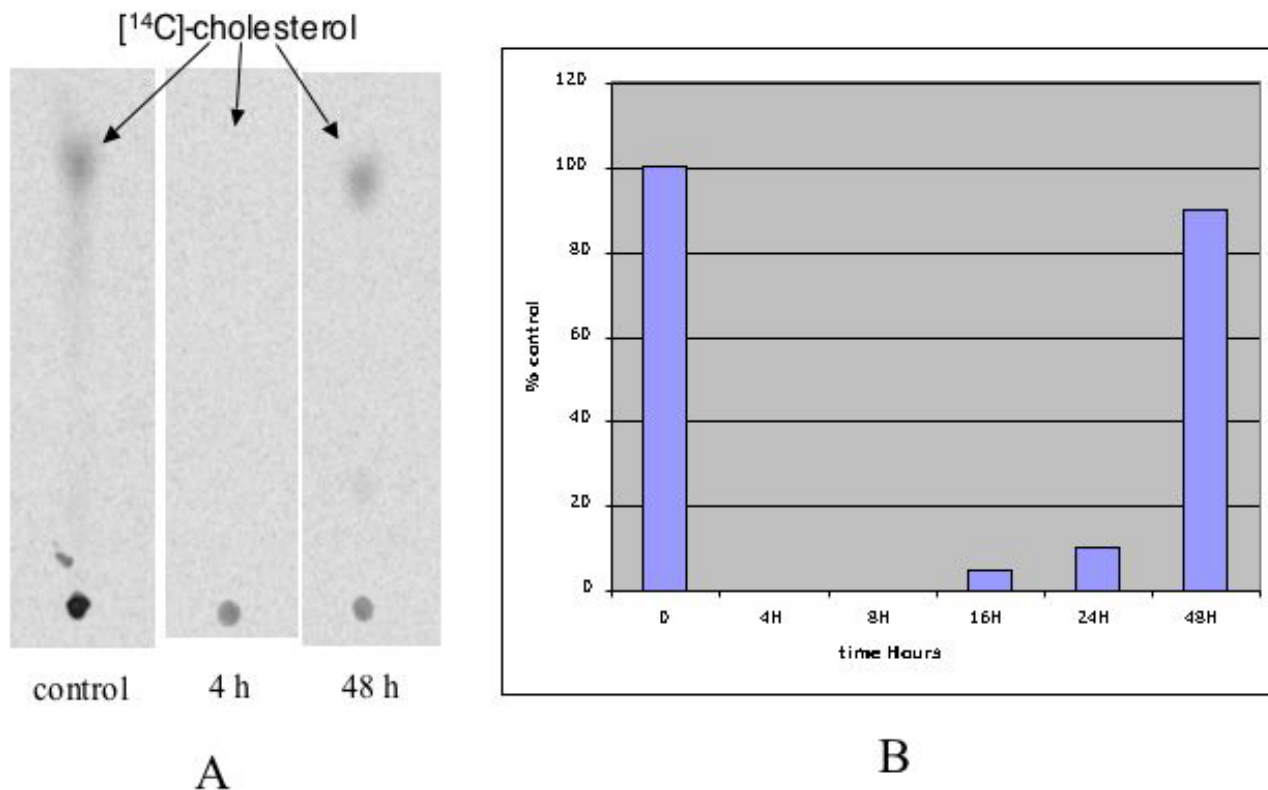 [¹⁴C]-cholesterol
control
4 h
48 h
A
120
100
80
60
40
20
0
% control
0
4H
8H
16H
24H
48H
time Hours
B